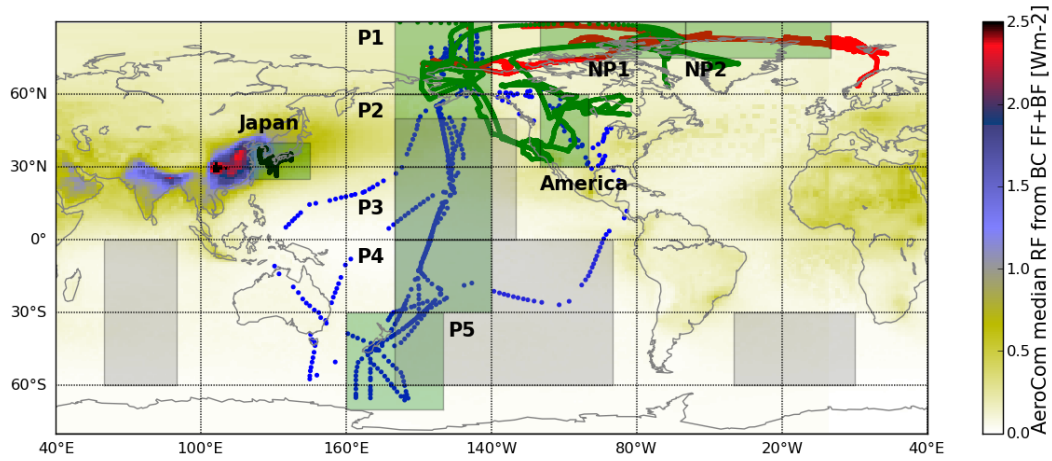 P1
NP1
NP2
P2
Japan
America
P3
P4
P5
60°N
30°N
0°
30°S
60°S
40°E
100°E
160°E
140°W
80°W
20°W
40°E
2.5
2.0
1.5
1.0
0.5
0.0
AeroCom median RF from BC FF+BF [Wm-2]